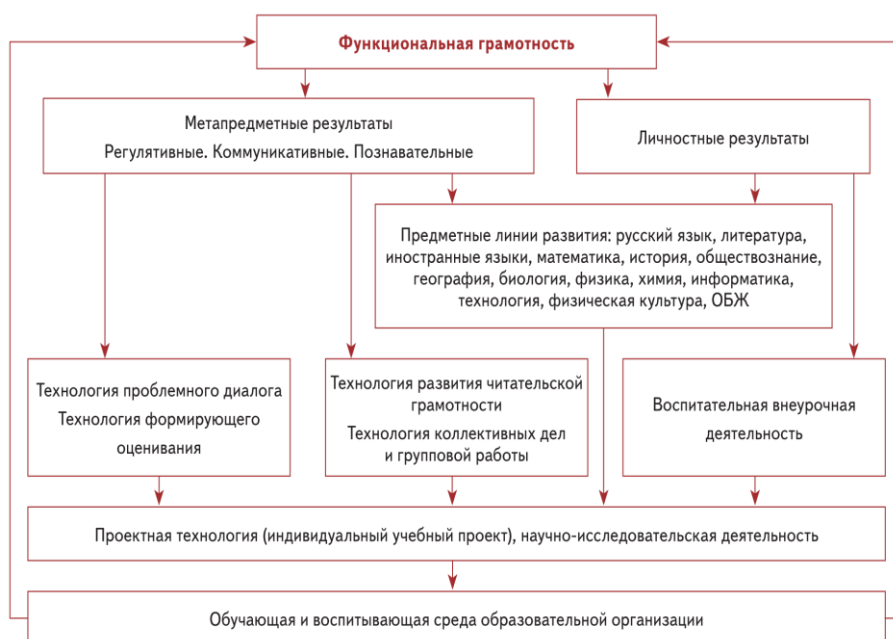 Функциональная грамотность
Метапредметные результаты
Регулятивные. Коммуникативные. Познавательные
Личностные результаты
Предметные линии развития: русский язык, литература,
иностранные языки, математика, история, обществознание,
география, биология, физика, химия, информатика,
технология, физическая культура, ОБЖ
Технология проблемного диалога
Технология формирующего
оценивания
Технология развития читательской
грамотности
Технология коллективных дел
и групповой работы
Воспитательная внеурочная
деятельность
Проектная технология (индивидуальный учебный проект), научно-исследовательская деятельность
Обучающая и воспитывающая среда образовательной организации